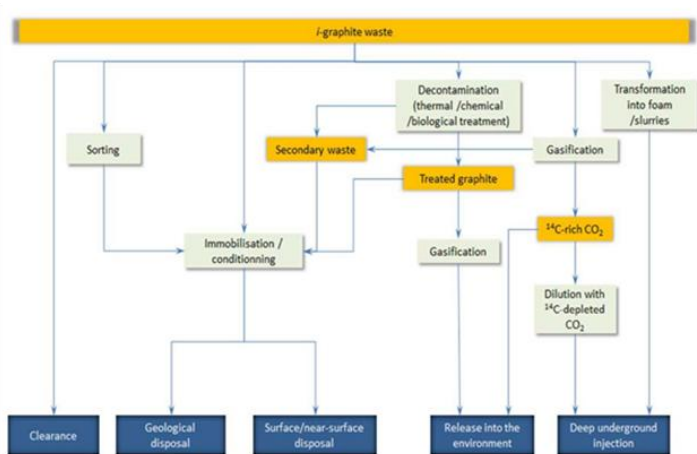 i-graphite waste
Decontamination
(thermal /chemical
/biological treatment)
Transformation
into foam
/slurries
Sorting
Secondary waste
Gasification
Treated graphite
¹⁴C-rich CO₂
Immobilisation /
conditionning
Gasification
Dilution with
¹⁴C-depleted
CO₂
Clearance
Geological
disposal
Surface/near-surface
disposal
Release into the
environment
Deep underground
injection